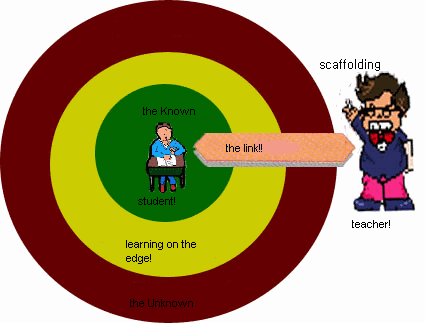 scaffolding
the Known
the link!!
student!
teacher!
learning on the
edge!
the Unknown